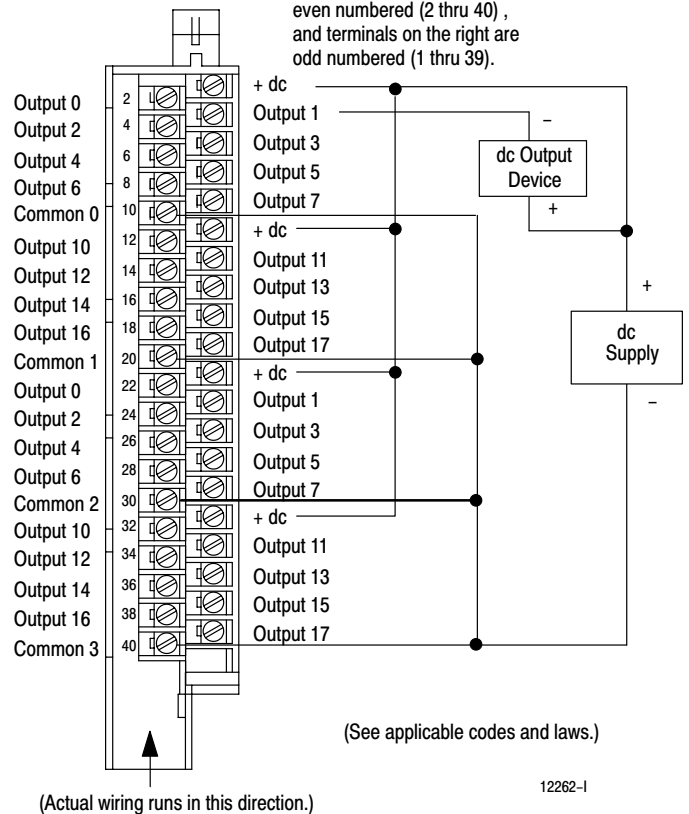 even numbered (2 thru 40) ,
and terminals on the right are
odd numbered (1 thru 39).
+ dc
Output 0
2
Output 1
Output 2
4
Output 3
Output 4
6
Output 5
Output 6
8
Output 7
Common 0
10
+ dc
Output 10
12
Output 11
Output 12
14
Output 13
Output 14
16
Output 15
Output 16
18
Output 17
Common 1
20
+ dc
Output 0
22
Output 1
Output 2
24
Output 3
Output 4
26
Output 5
Output 6
28
Output 7
Common 2
30
+ dc
Output 10
32
Output 11
Output 12
34
Output 13
Output 14
36
Output 15
Output 16
38
Output 17
Common 3
40
–
dc Output
Device
+
+
dc
Supply
–
(See applicable codes and laws.)
12262–I
(Actual wiring runs in this direction.)